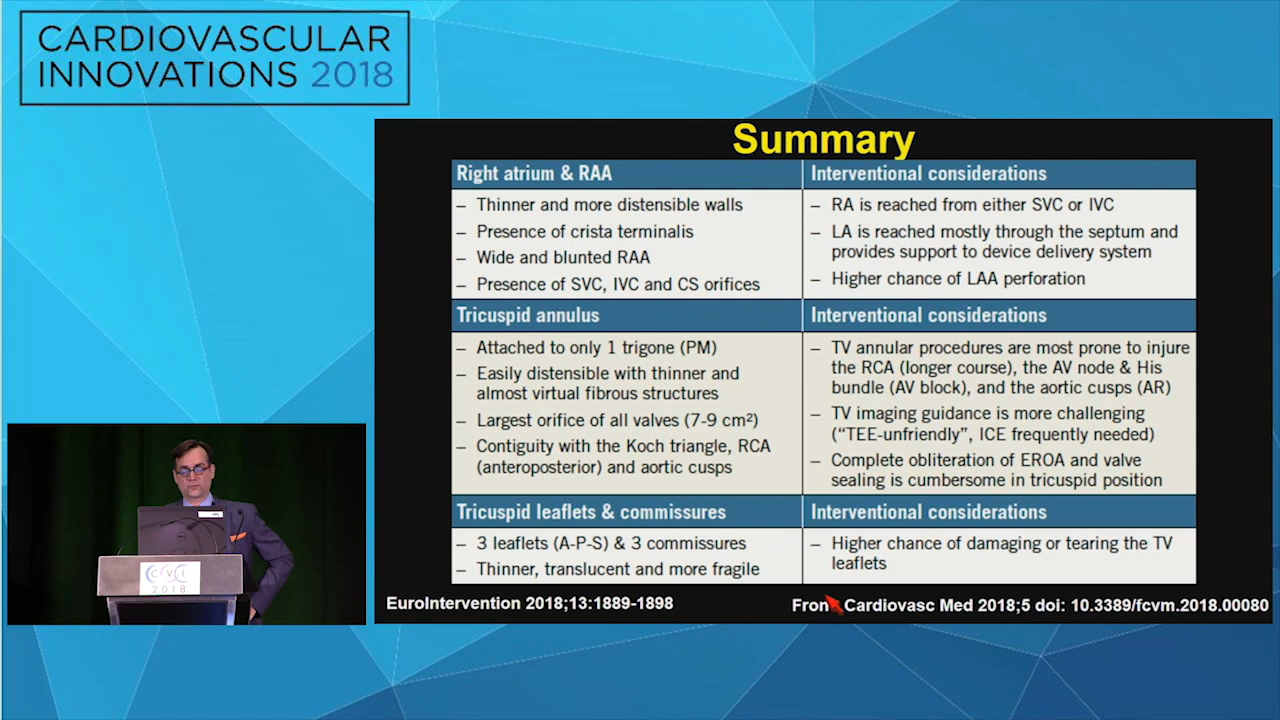 CARDIOVASCULAR
INNOVATIONS 2018
Summary
Right atrium & RAA
Interventional considerations
– Thinner and more distensible walls
– Presence of crista terminalis
– Wide and blunted RAA
– Presence of SVC, IVC and CS orifices
– RA is reached from either SVC or IVC
– LA is reached mostly through the septum and
provides support to device delivery system
– Higher chance of LAA perforation
Tricuspid annulus
Interventional considerations
– Attached to only 1 trigone (PM)
– Easily distensible with thinner and
almost virtual fibrous structures
– Largest orifice of all valves (7-9 cm²)
– Contiguity with the Koch triangle, RCA
(anteroposterior) and aortic cusps
– TV annular procedures are most prone to injure
the RCA (longer course), the AV node & His
bundle (AV block), and the aortic cusps (AR)
– TV imaging guidance is more challenging
(“TEE-unfriendly”, ICE frequently needed)
– Complete obliteration of EROA and valve
sealing is cumbersome in tricuspid position
Tricuspid leaflets & commissures
Interventional considerations
– 3 leaflets (A-P-S) & 3 commissures
– Thinner, translucent and more fragile
– Higher chance of damaging or tearing the TV
leaflets
EuroIntervention 2018;13:1889-1898
Fron Cardiovasc Med 2018;5 doi: 10.3389/fcvm.2018.00080
CVI
2018